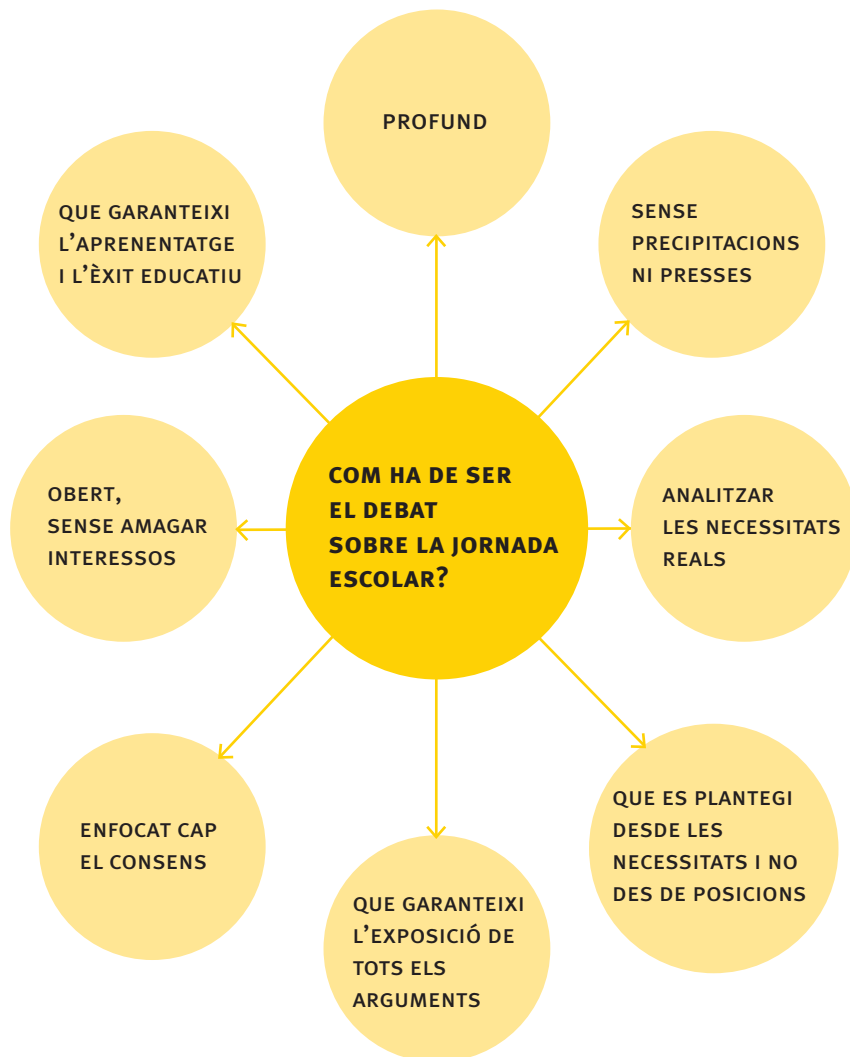 PROFUND
QUE GARANTEIXI
L’APRENENTATGE
I L’ÈXIT EDUCATIU
SENSE
PRECIPITACIONS
NI PRESSES
COM HA DE SER
EL DEBAT
SOBRE LA JORNADA
ESCOLAR?
OBERT,
SENSE AMAGAR
INTERESSOS
ANALITZAR
LES NECESSITATS
REALS
ENFOCAT CAP
EL CONSENS
QUE ES PLANTEGI
DESDE LES
NECESSITATS I NO
DES DE POSICIONS
QUE GARANTEIXI
L’EXPOSICIÓ DE
TOTS ELS
ARGUMENTS